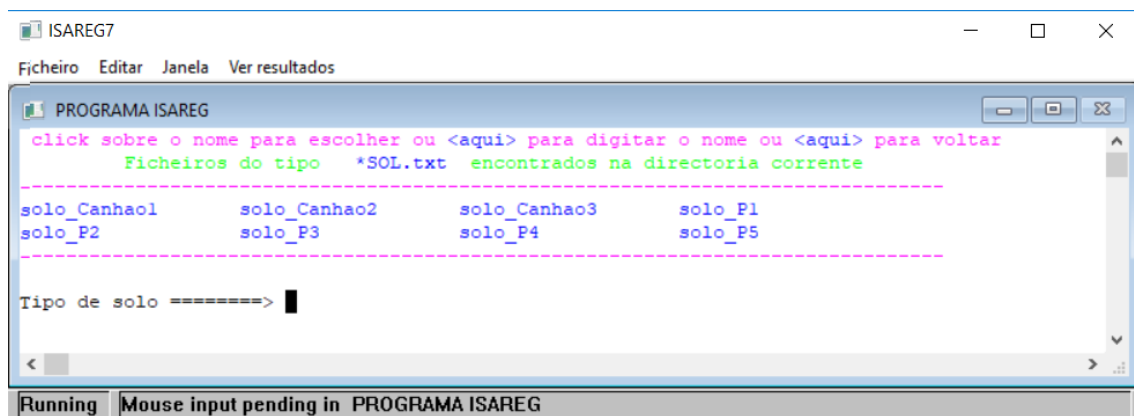 ISAREG7
Ficheiro Editar Janela Ver resultados
PROGRAMA ISAREG
click sobre o nome para escolher ou <aqui> para digitar o nome ou <aqui> para voltar
Ficheiros do tipo *SOL.txt encontrados na directoria corrente
solo_Canhao1 solo_Canhao2 solo_Canhao3 solo_P1
solo_P2 solo_P3 solo_P4 solo_P5
Tipo de solo ========>
Running Mouse input pending in PROGRAMA ISAREG